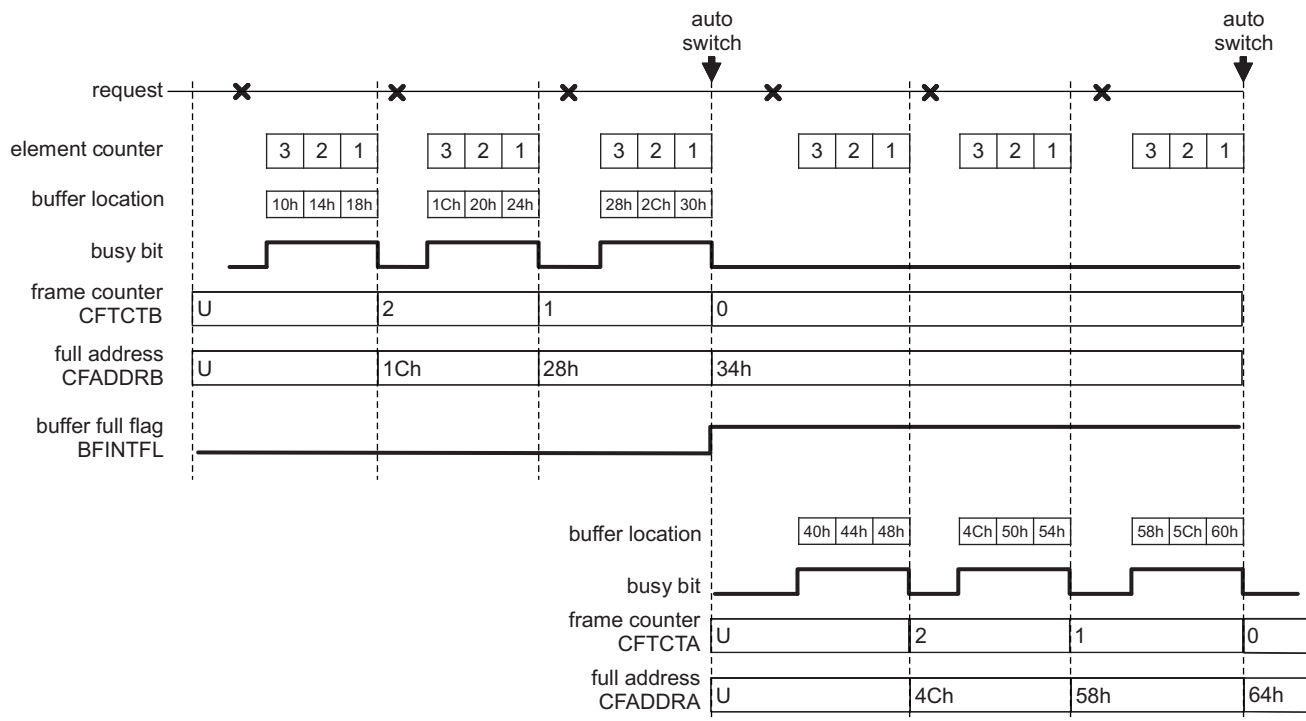 auto switch auto switch
request
element counter 3 2 1 3 2 1 3 2 1 3 2 1 3 2 1 3 2 1
buffer location 10h 14h 18h 1Ch 20h 24h 28h 2Ch 30h
busy bit
frame counter CFTCTB U 2 1 0
full address CFADDRB U 1Ch 28h 34h
buffer full flag BFINTFL
buffer location 40h 44h 48h 4Ch 50h 54h 58h 5Ch 60h
busy bit
frame counter CFTCTA U 2 1 0
full address CFADDRA U 4Ch 58h 64h